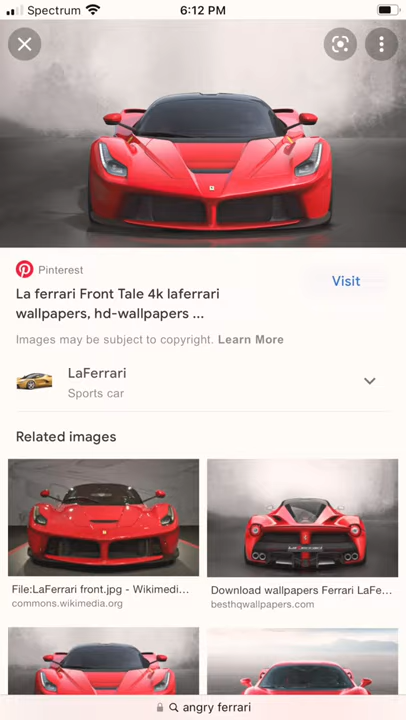 Spectrum
6:12 PM
Pinterest
La ferrari Front Tale 4k laferrari
wallpapers, hd-wallpapers ...
Visit
Images may be subject to copyright. Learn More
LaFerrari
Sports car
Related images
File:LaFerrari front.jpg - Wikimedi...
commons.wikimedia.org
Download wallpapers Ferrari LaFe...
besthqwallpapers.com
angry ferrari